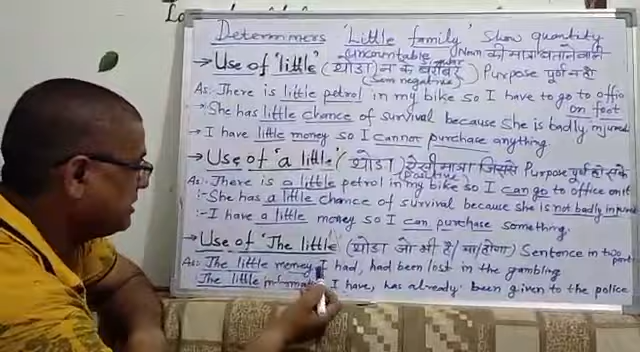 Determiners 'Little family' Show quantity
Uncountable Noun की मात्रा बताने वाले
→ Use of 'little' (थोड़ा) न के बराबर Purpose पूर्ण न हो
(Semi negative)
As: There is little petrol in my bike so I have to go to office
on foot
→ She has little chance of survival because she is badly injured
→ I have little money so I cannot purchase anything
→ Use of 'a little' (थोड़ा) ऐसी मात्रा जिससे Purpose पूर्ण हो सके
(Positive)
As:- There is a little petrol in my bike so I can go to office on it
:- She has a little chance of survival because she is not badly injured
:- I have a little money so I can purchase something.
→ Use of 'The little' (थोड़ा जो भी है/था/होगा) Sentence in two parts
As: The little money I had, had been lost in the gambling
The little I have, has already been given to the police